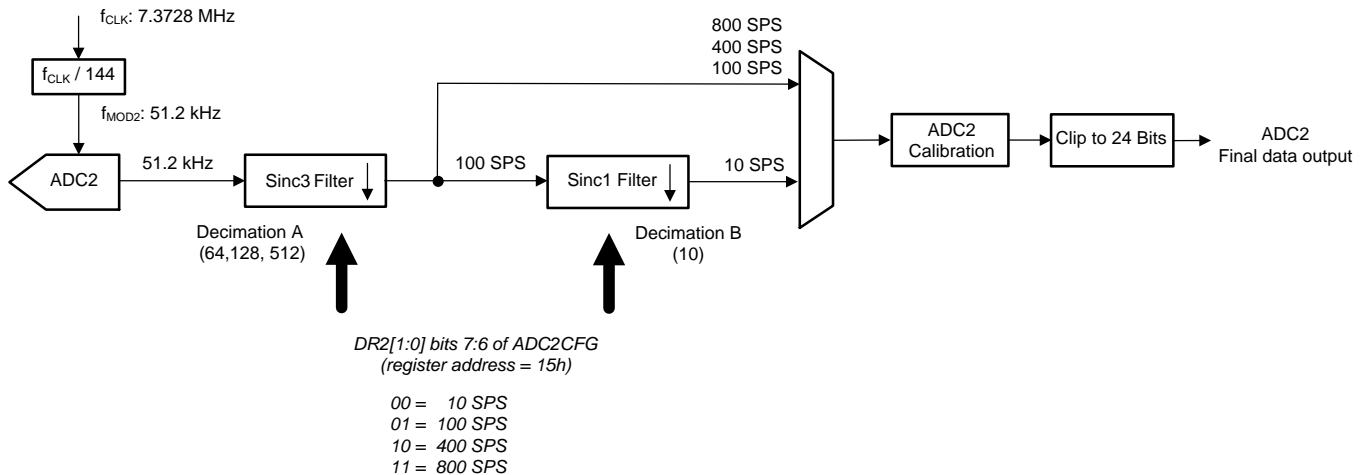 fCLK: 7.3728 MHz
fCLK / 144
fMOD2: 51.2 kHz
ADC2
51.2 kHz
Sinc3 Filter
Decimation A
(64,128, 512)
100 SPS
Sinc1 Filter
Decimation B
(10)
10 SPS
800 SPS
400 SPS
100 SPS
ADC2
Calibration
Clip to 24 Bits
ADC2
Final data output
DR2[1:0] bits 7:6 of ADC2CFG
(register address = 15h)
00 = 10 SPS
01 = 100 SPS
10 = 400 SPS
11 = 800 SPS